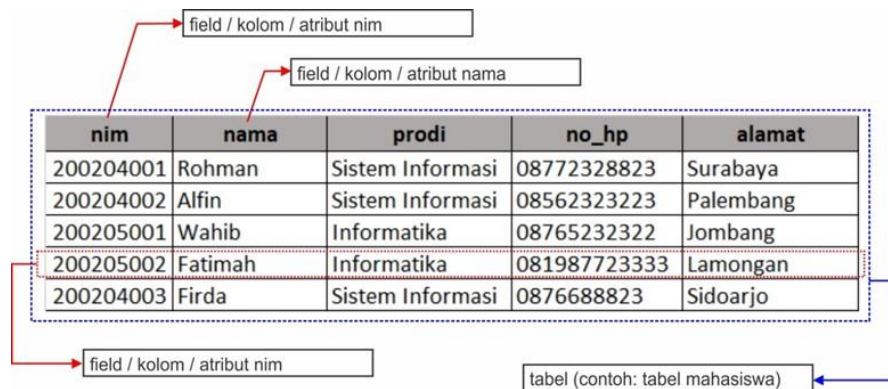 field / kolom / atribut nim
field / kolom / atribut nama
nim nama prodi no_hp alamat
200204001 Rohman Sistem Informasi 08772328823 Surabaya
200204002 Alfin Sistem Informasi 08562323223 Palembang
200205001 Wahib Informatika 08765232322 Jombang
200205002 Fatimah Informatika 081987723333 Lamongan
200204003 Firda Sistem Informasi 0876688823 Sidoarjo
field / kolom / atribut nim
tabel (contoh: tabel mahasiswa)